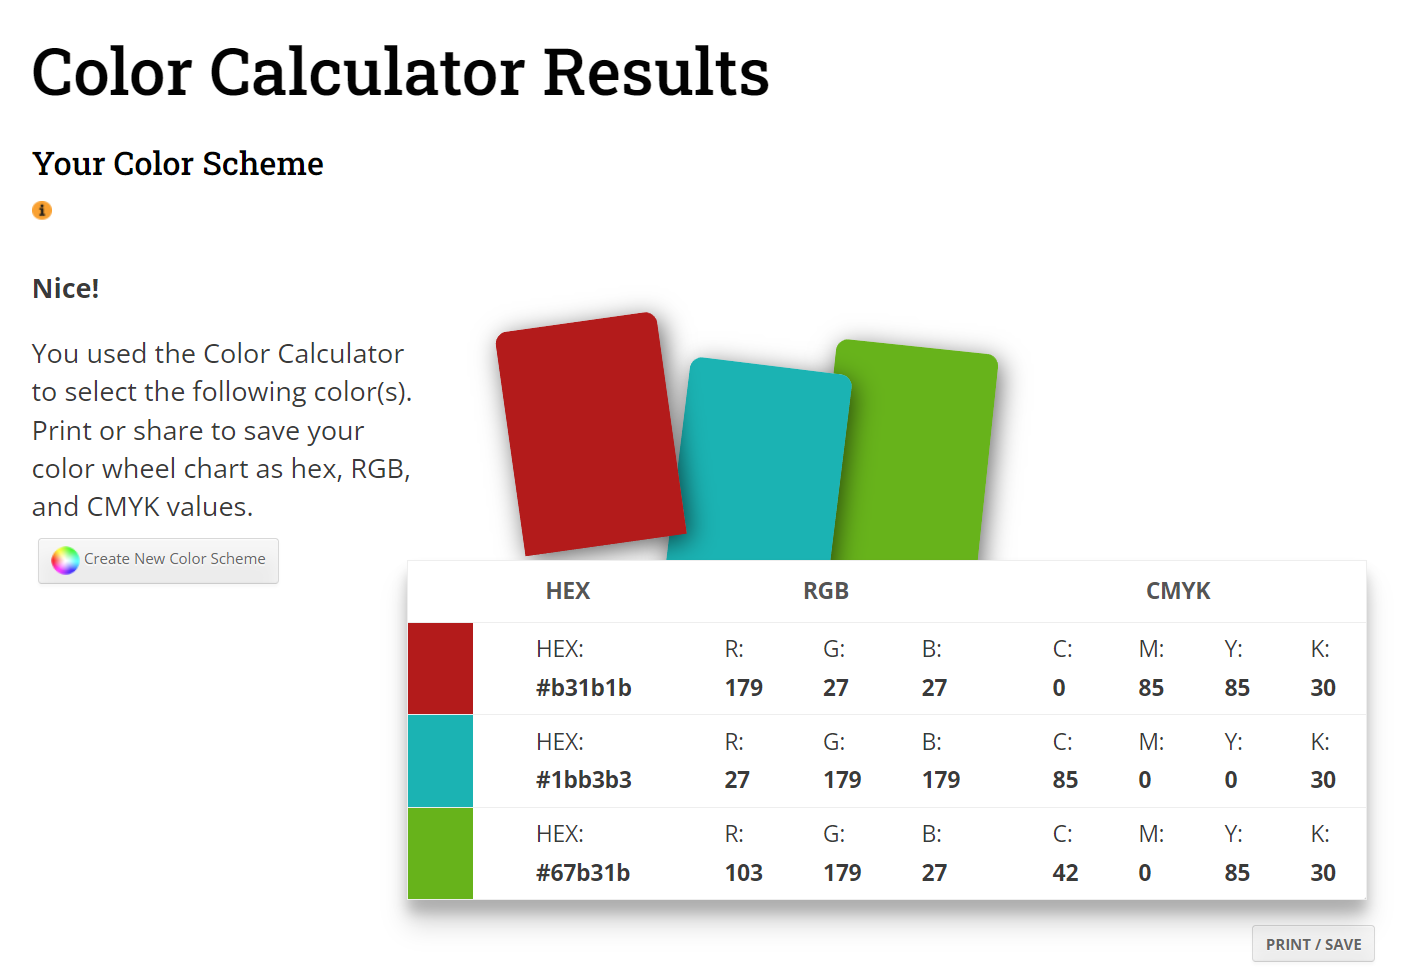 Color Calculator Results
Your Color Scheme
i
Nice!
You used the Color Calculator
to select the following color(s).
Print or share to save your
color wheel chart as hex, RGB,
and CMYK values.
Create New Color Scheme
HEX RGB CMYK
HEX: R: G: B: C: M: Y: K:
#b31b1b 179 27 27 0 85 85 30
HEX: R: G: B: C: M: Y: K:
#1bb3b3 27 179 179 85 0 0 30
HEX: R: G: B: C: M: Y: K:
#67b31b 103 179 27 42 0 85 30
PRINT / SAVE